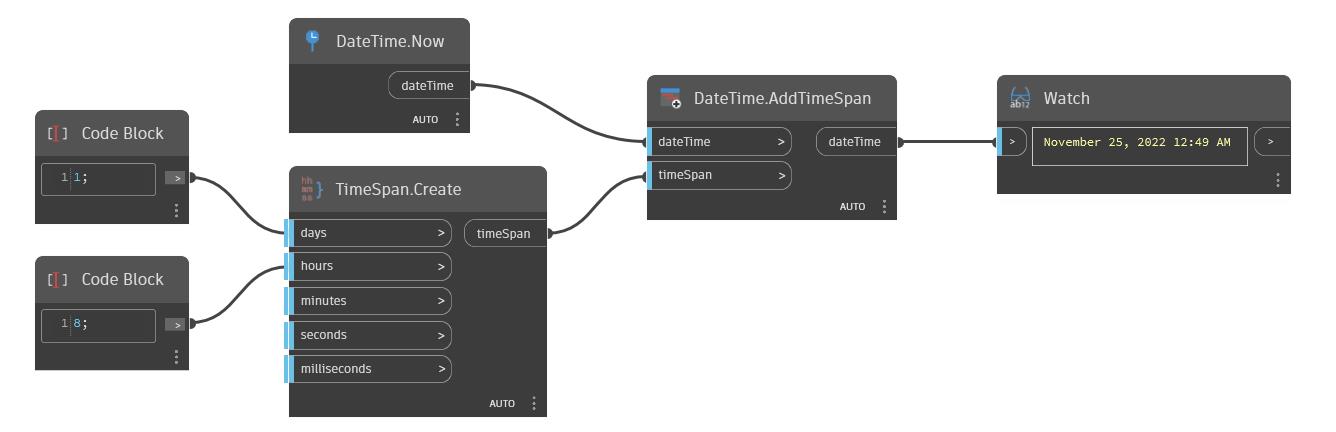 DateTime.Now
dateTime
AUTO
Code Block
1 1;
>
Code Block
1 8;
>
TimeSpan.Create
days > timeSpan
hours >
minutes >
seconds >
milliseconds >
AUTO
DateTime.AddTimeSpan
dateTime > dateTime
timeSpan >
AUTO
Watch
> November 25, 2022 12:49 AM >